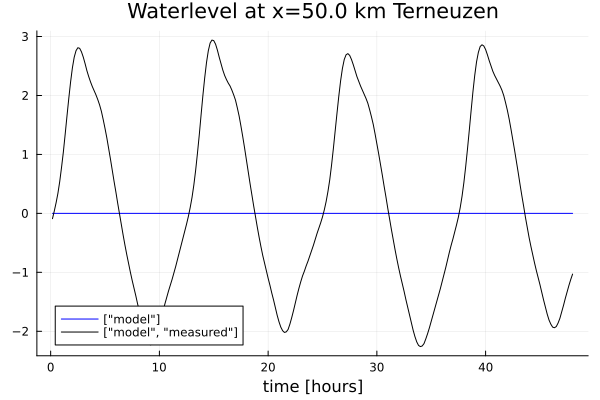 Waterlevel at x=50.0 km Terneuzen
3
2
1
0
−1
−2
["model"]
["model", "measured"]
0 10 20 30 40
time [hours]